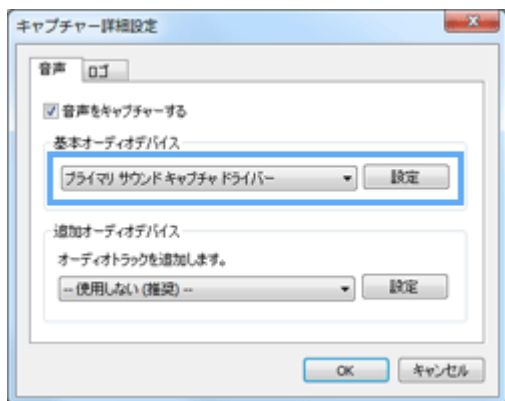 キャプチャー詳細設定
音声 ロゴ
音声をキャプチャーする
基本オーディオデバイス
プライマリ サウンド キャプチャ ドライバー 設定
追加オーディオデバイス
オーディオトラックを追加します。
-- 使用しない (推奨) -- 設定
OK キャンセル